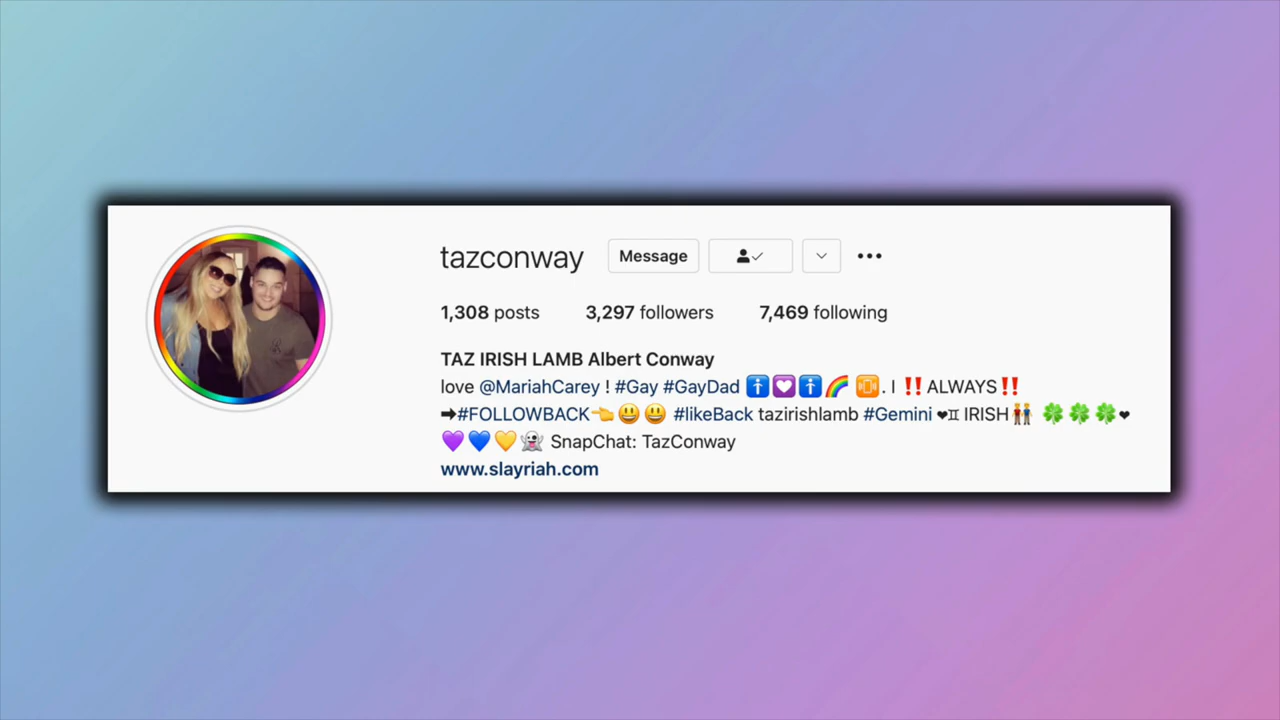 tazconway Message
1,308 posts 3,297 followers 7,469 following
TAZ IRISH LAMB Albert Conway
love @MariahCarey ! #Gay #GayDad 🚹💟🚹🌈 📳. I ‼️ALWAYS‼️
➡#FOLLOWBACK👈😃😃 #likeBack tazirishlamb #Gemini ❤♊ IRISH👬 🍀🍀🍀❤
💜💙💛👻 SnapChat: TazConway
www.slayriah.com